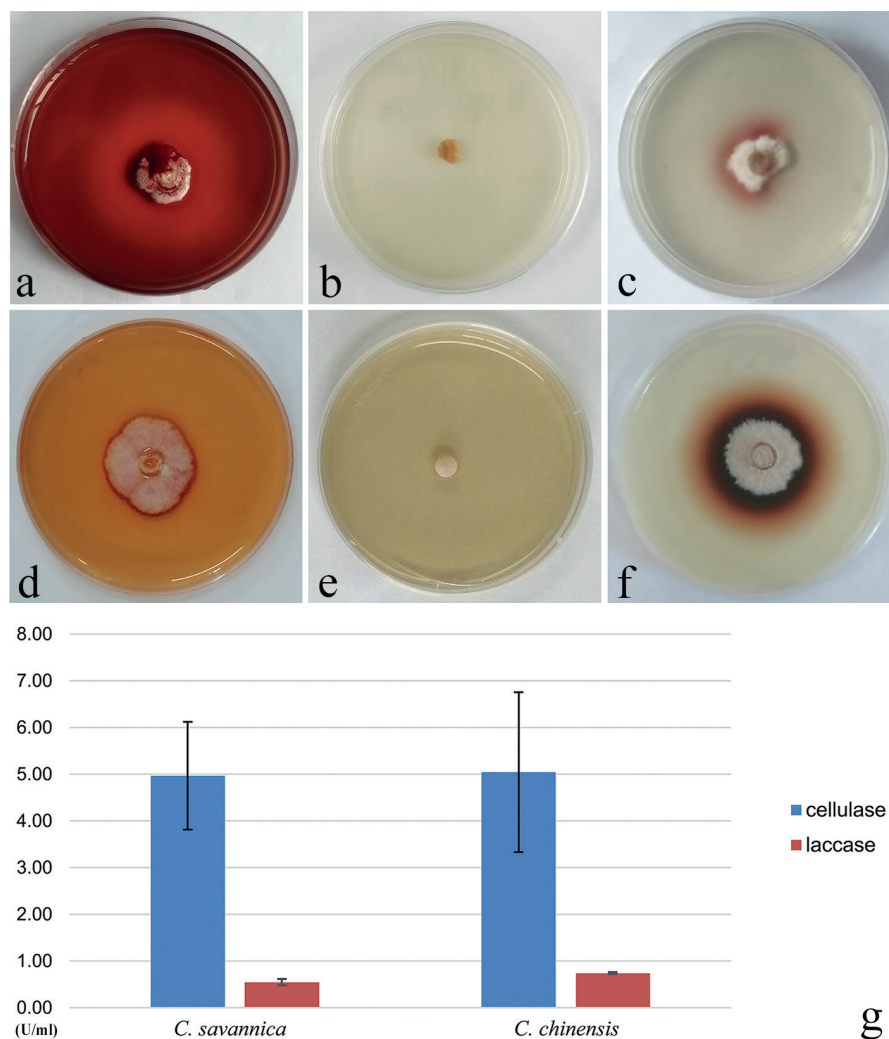 a
b
c
d
e
f
8.00
7.00
6.00
5.00
4.00
3.00
2.00
1.00
0.00
(U/ml)
C. savannica
C. chinensis
cellulase
laccase
g